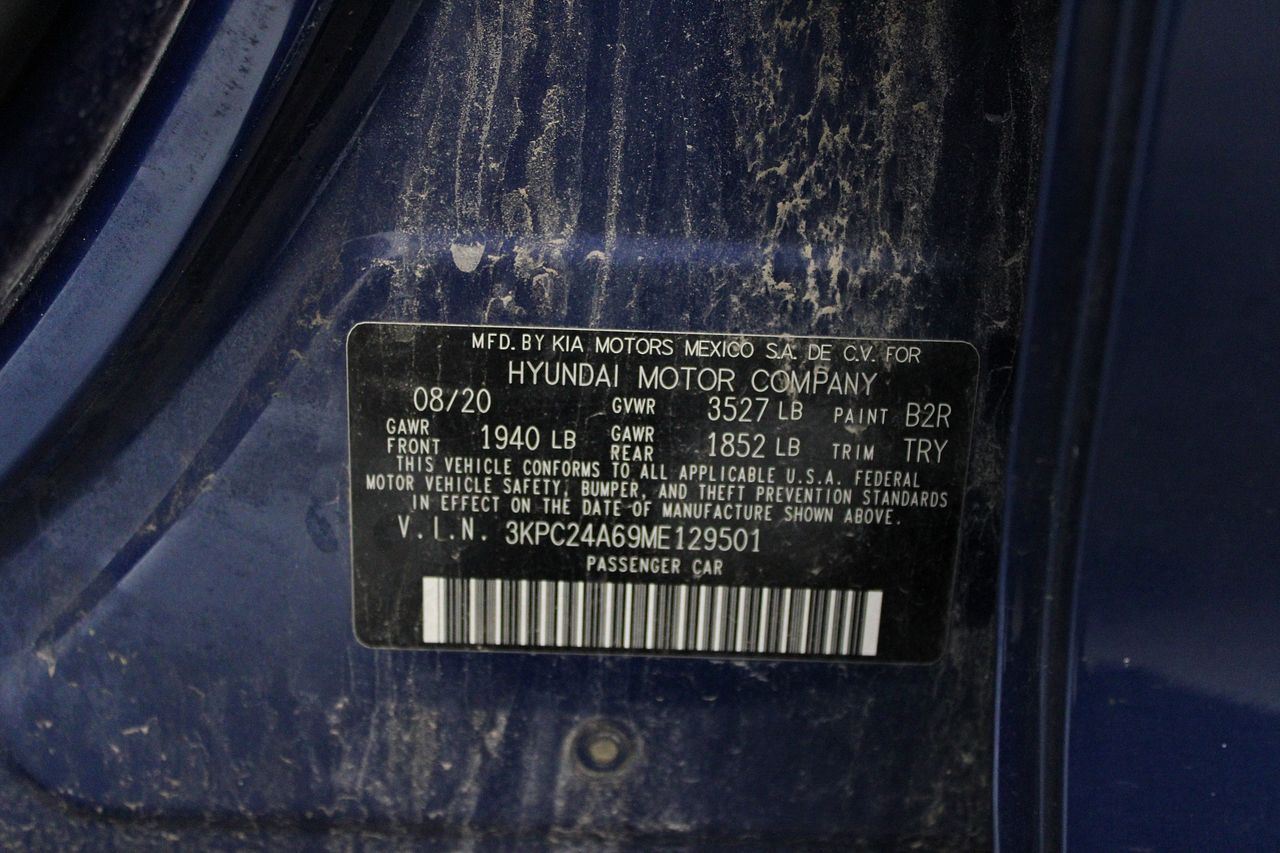 MFD. BY KIA MOTORS MEXICO S.A. DE C.V. FOR
HYUNDAI MOTOR COMPANY
08/20 GVWR 3527 LB PAINT B2R
GAWR FRONT 1940 LB GAWR REAR 1852 LB TRIM TRY
THIS VEHICLE CONFORMS TO ALL APPLICABLE U.S.A. FEDERAL
MOTOR VEHICLE SAFETY, BUMPER, AND THEFT PREVENTION STANDARDS
IN EFFECT ON THE DATE OF MANUFACTURE SHOWN ABOVE.
V.I.N. 3KPC24A69ME129501
PASSENGER CAR